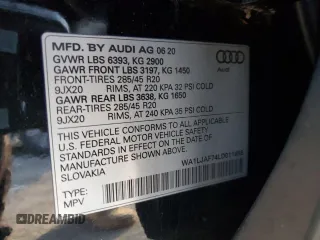 MFD. BY AUDI AG 06 20
GVWR LBS 6393, KG 2900
GAWR FRONT LBS 3197, KG 1450
FRONT-TIRES 285/45 R20
9JX20 RIMS, AT 220 KPA 32 PSI COLD
GAWR REAR LBS 3638, KG 1650
REAR-TIRES 285/45 R20
9JX20 RIMS, AT 240 KPA 35 PSI COLD
THIS VEHICLE CONFORMS TO ALL APPLICABLE
U.S. FEDERAL MOTOR VEHICLE SAFETY
STANDARDS IN EFFECT ON THE DATE OF
MANUFACTURE SHOWN ABOVE.
SLOVAKIA
TYPE:
MPV
Audi
DREAMBID